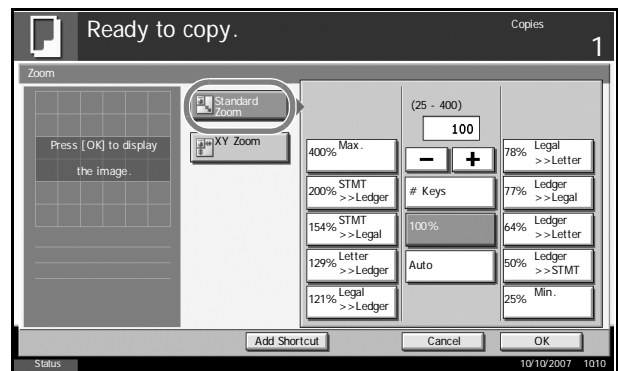 Ready to copy.
Copies
1
Zoom
Press [OK] to display
the image.
Standard
Zoom
XY Zoom
(25 - 400)
100
400% Max.
200% STMT
>>Ledger
154% STMT
>>Legal
129% Letter
>>Ledger
121% Legal
>>Ledger
− +
# Keys
100%
Auto
78% Legal
>>Letter
77% Ledger
>>Legal
64% Ledger
>>Letter
50% Ledger
>>STMT
25% Min.
Add Shortcut
Cancel
OK
Status
10/10/2007 1010